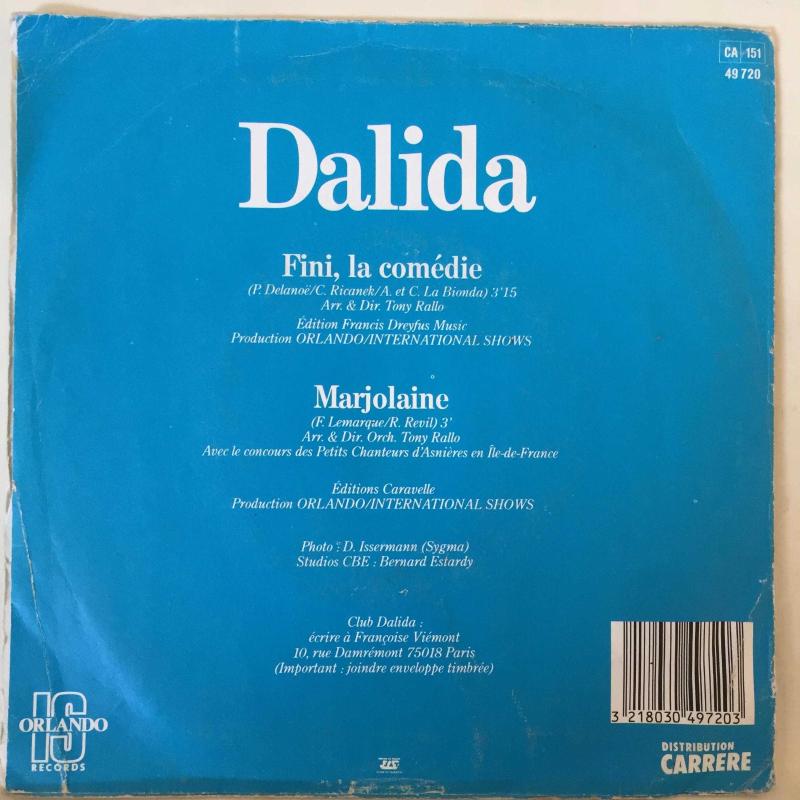 CA 151
49 720
Dalida
Fini, la comédie
(P. Delanoë/C. Ricanek/A. et C. La Bionda) 3'15
Arr. & Dir. Tony Rallo
Édition Francis Dreyfus Music
Production ORLANDO/INTERNATIONAL SHOWS
Marjolaine
(F. Lemarque/R. Revil) 3'
Arr. & Dir. Orch. Tony Rallo
Avec le concours des Petits Chanteurs d'Asnières en Île-de-France
Éditions Caravelle
Production ORLANDO/INTERNATIONAL SHOWS
Photo : D. Issermann (Sygma)
Studios CBE : Bernard Estardy
Club Dalida :
écrire à Françoise Viémont
10, rue Damrémont 75018 Paris
(Important : joindre enveloppe timbrée)
3 218030 497203
IS
ORLANDO
RECORDS
DISTRIBUTION
CARRERE